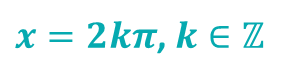 x = 2kπ, k ∈ ℤ